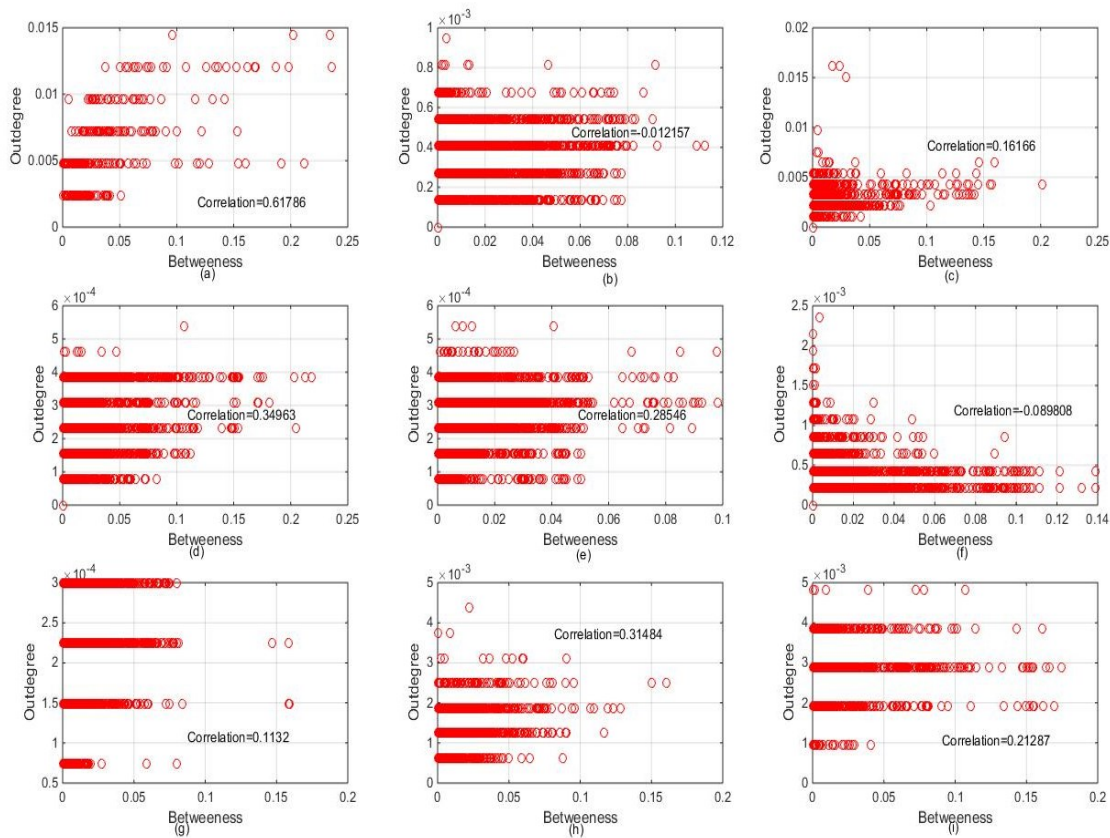 0.015
0.01
0.005
0
Outdegree
Correlation=0.61786
0 0.05 0.1 0.15 0.2 0.25
Betweeness
(a)
×10⁻³
1
0.8
0.6
0.4
0.2
0
Outdegree
Correlation=-0.012157
0 0.02 0.04 0.06 0.08 0.1 0.12
Betweeness
(b)
0.02
0.015
0.01
0.005
0
Outdegree
Correlation=0.16166
0 0.05 0.1 0.15 0.2 0.25
Betweeness
(c)
×10⁻⁴
6
5
4
3
2
1
0
Outdegree
Correlation=0.34963
0 0.05 0.1 0.15 0.2 0.25
Betweeness
(d)
×10⁻⁴
6
5
4
3
2
1
0
Outdegree
Correlation=0.28546
0 0.02 0.04 0.06 0.08 0.1
Betweeness
(e)
×10⁻³
2.5
2
1.5
1
0.5
0
Outdegree
Correlation=-0.089808
0 0.02 0.04 0.06 0.08 0.1 0.12 0.14
Betweeness
(f)
×10⁻⁴
3
2.5
2
1.5
1
0.5
Outdegree
Correlation=0.1132
0 0.05 0.1 0.15 0.2
Betweeness
(g)
×10⁻³
5
4
3
2
1
0
Outdegree
Correlation=0.31484
0 0.05 0.1 0.15 0.2
Betweeness
(h)
×10⁻³
5
4
3
2
1
0
Outdegree
Correlation=0.21287
0 0.05 0.1 0.15 0.2
Betweeness
(i)